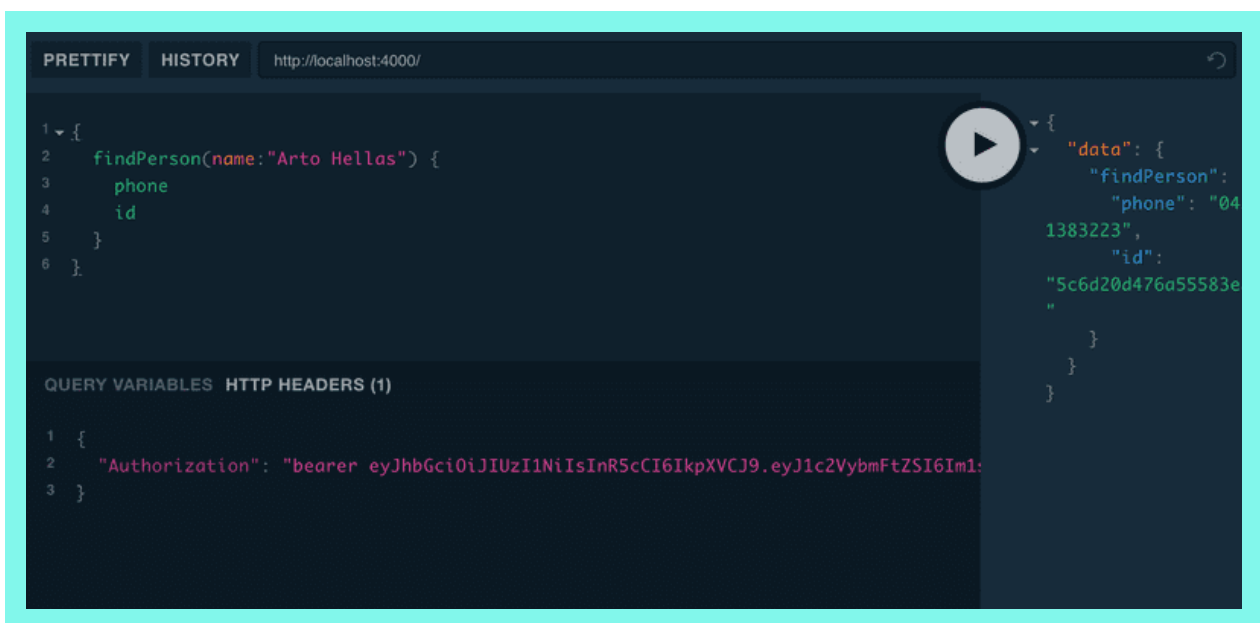 PRETTIFY HISTORY http://localhost:4000/
1 {
2 findPerson(name:"Arto Hellas") {
3 phone
4 id
5 }
6 }
{
"data": {
"findPerson":
"phone": "04
1383223",
"id":
"5c6d20d476a55583e
"
}
}
}
QUERY VARIABLES HTTP HEADERS (1)
1 {
2 "Authorization": "bearer eyJhbGciOiJIUzI1NiIsInR5cCI6IkpXVCJ9.eyJ1c2VybmFtZSI6Im1s
3 }